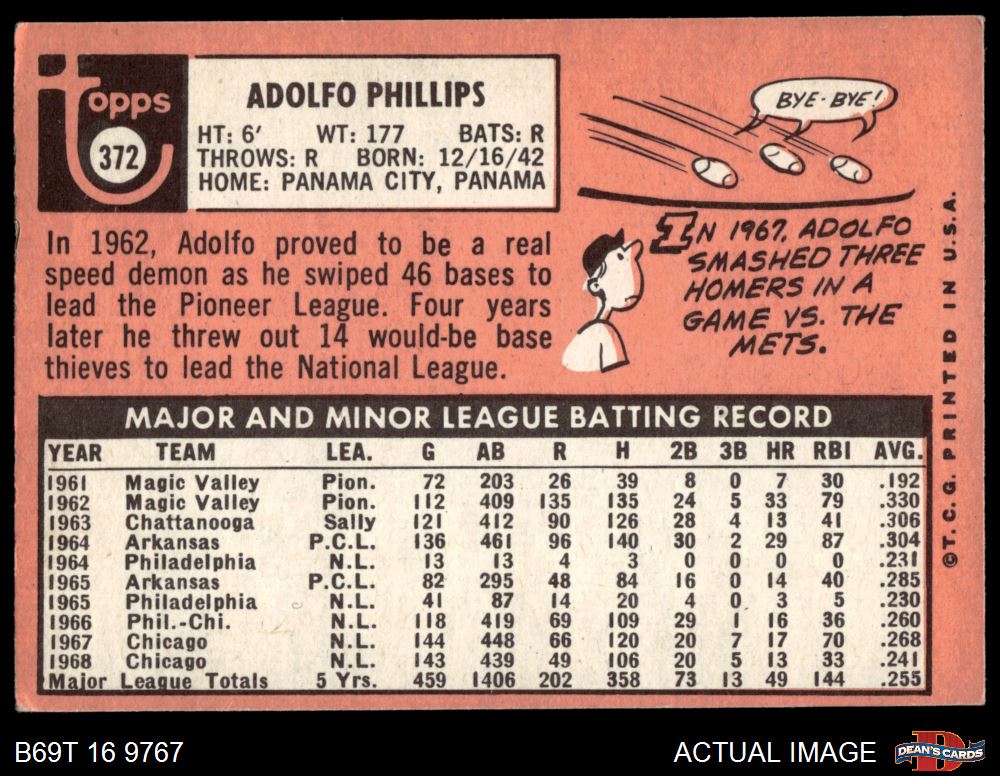 topps
372
ADOLFO PHILLIPS
HT: 6' WT: 177 BATS: R
THROWS: R BORN: 12/16/42
HOME: PANAMA CITY, PANAMA
In 1962, Adolfo proved to be a real
speed demon as he swiped 46 bases to
lead the Pioneer League. Four years
later he threw out 14 would-be base
thieves to lead the National League.
BYE-BYE!
IN 1967, ADOLFO
SMASHED THREE
HOMERS IN A
GAME VS. THE
METS.
©T.C.G. PRINTED IN U.S.A.
MAJOR AND MINOR LEAGUE BATTING RECORD
YEAR TEAM LEA. G AB R H 2B 3B HR RBI AVG.
1961 Magic Valley Pion. 72 203 26 39 8 0 7 30 .192
1962 Magic Valley Pion. 112 409 135 135 24 5 33 79 .330
1963 Chattanooga Sally 121 412 90 126 28 4 13 41 .306
1964 Arkansas P.C.L. 136 461 96 140 30 2 29 87 .304
1964 Philadelphia N.L. 13 13 4 3 0 0 0 0 .231
1965 Arkansas P.C.L. 82 295 48 84 16 0 14 40 .285
1965 Philadelphia N.L. 41 87 14 20 4 0 3 5 .230
1966 Phil.-Chi. N.L. 118 419 69 109 29 1 16 36 .260
1967 Chicago N.L. 144 448 66 120 20 7 17 70 .268
1968 Chicago N.L. 143 439 49 106 20 5 13 33 .241
Major League Totals 5 Yrs. 459 1406 202 358 73 13 49 144 .255
B69T 16 9767
ACTUAL IMAGE
D
DEAN'S CARDS